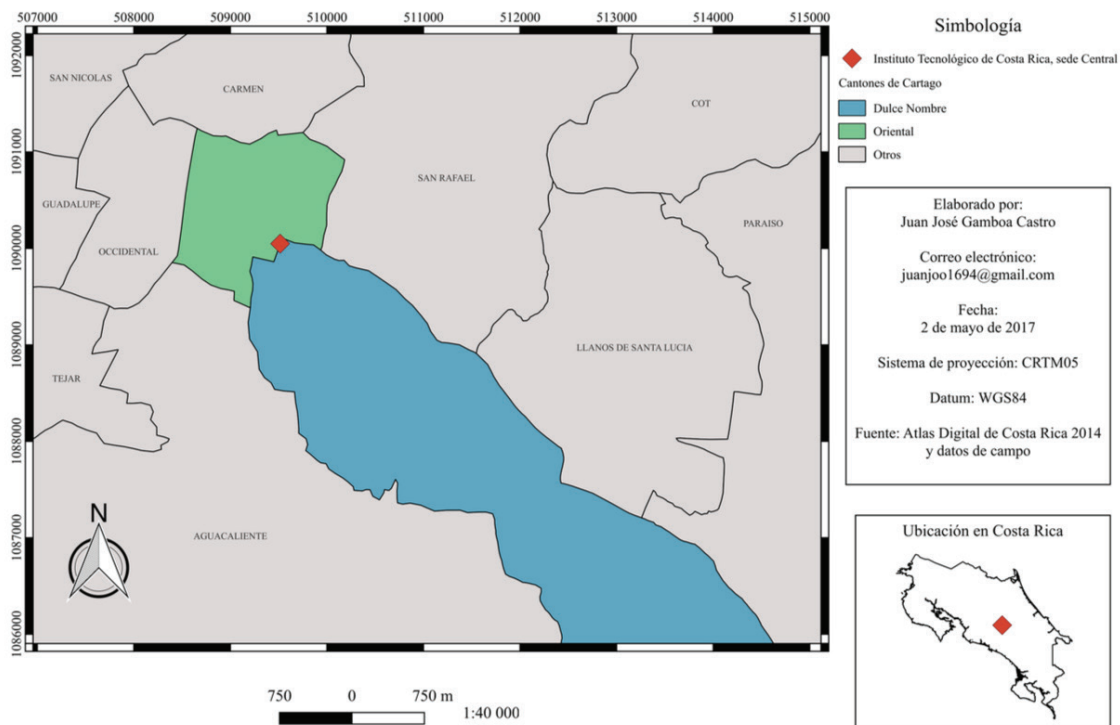 507000 508000 509000 510000 511000 512000 513000 514000 515000
1092000
1091000
1090000
1089000
1088000
1087000
1086000
SAN NICOLAS
CARMEN
COT
GUADALUPE
SAN RAFAEL
PARAISO
OCCIDENTAL
TEJAR
LLANOS DE SANTA LUCIA
AGUACALIENTE
N
750 0 750 m
1:40 000
Simbología
Instituto Tecnológico de Costa Rica, sede Central
Cantones de Cartago
Dulce Nombre
Oriental
Otros
Elaborado por:
Juan José Gamboa Castro
Correo electrónico:
juanjoo1694@gmail.com
Fecha:
2 de mayo de 2017
Sistema de proyección: CRTM05
Datum: WGS84
Fuente: Atlas Digital de Costa Rica 2014
y datos de campo
Ubicación en Costa Rica